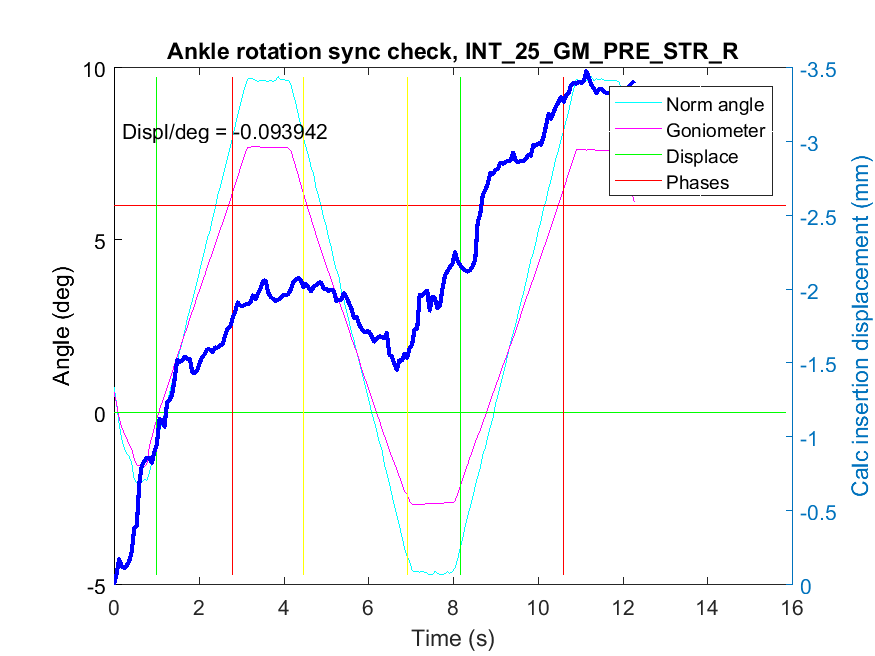 Ankle rotation sync check, INT_25_GM_PRE_STR_R
Displ/deg = -0.093942
Norm angle
Goniometer
Displace
Phases
10
5
0
-5
Angle (deg)
-3.5
-3
-2.5
-2
-1.5
-1
-0.5
0
Calc insertion displacement (mm)
0
2
4
6
8
10
12
14
16
Time (s)